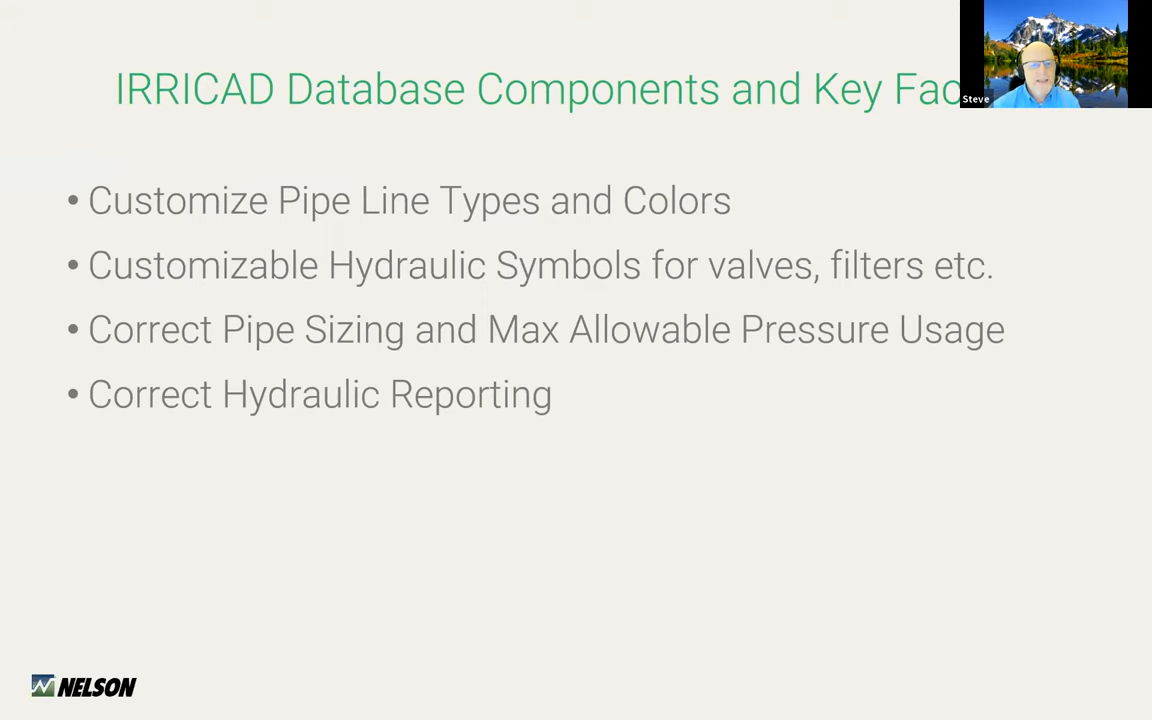 IRRICAD Database Components and Key
Steve
• Customize Pipe Line Types and Colors
• Customizable Hydraulic Symbols for valves, filters etc.
• Correct Pipe Sizing and Max Allowable Pressure Usage
• Correct Hydraulic Reporting
NELSON